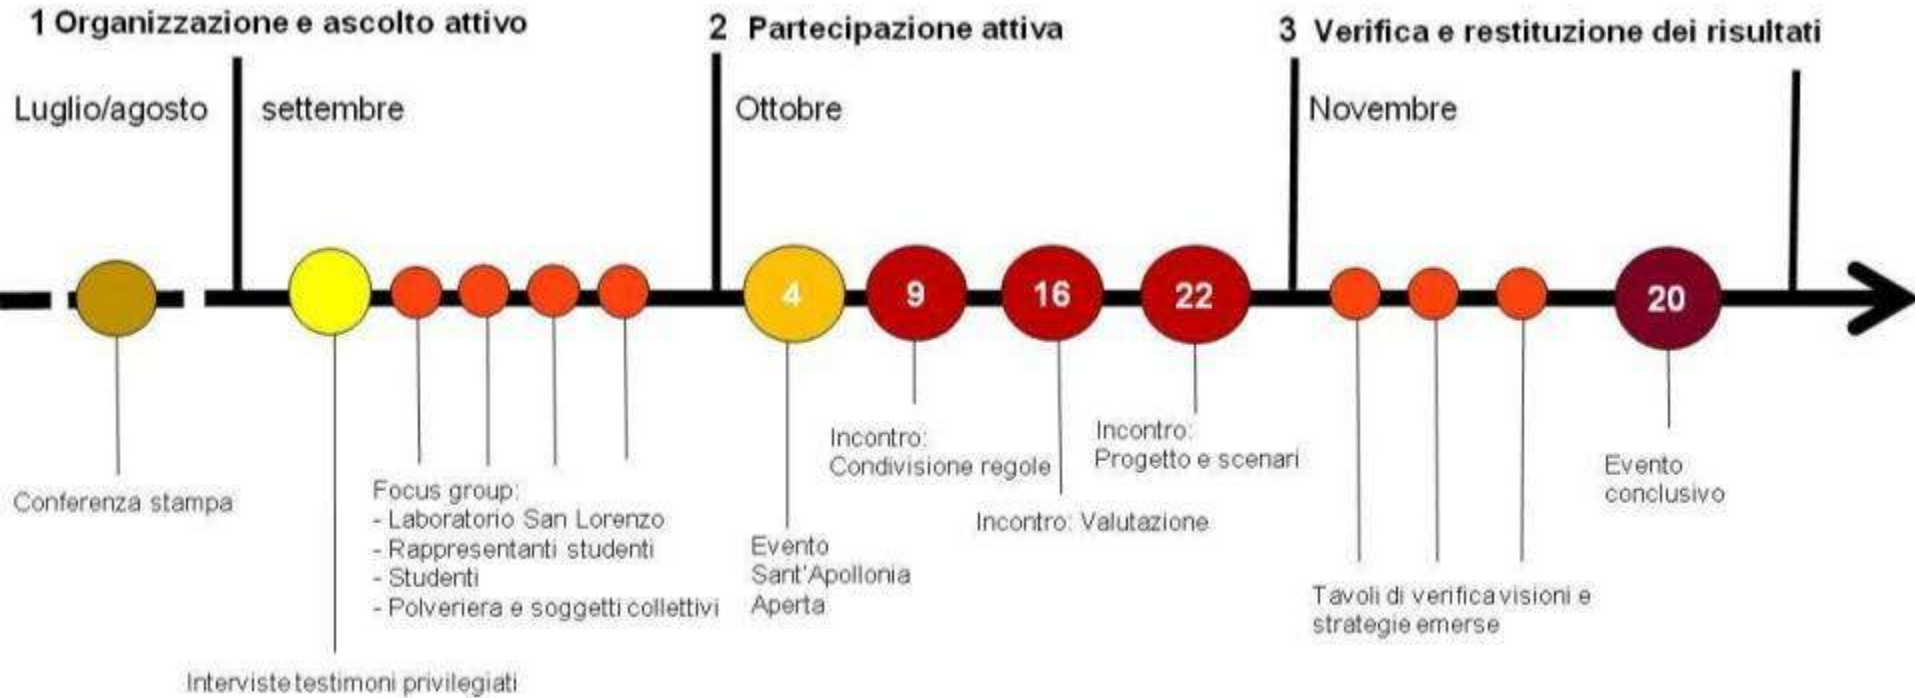 1 Organizzazione e ascolto attivo
2 Partecipazione attiva
3 Verifica e restituzione dei risultati
Luglio/agosto
settembre
Ottobre
Novembre
4
9
16
22
20
Conferenza stampa
Interviste testimoni privilegiati
Focus group:
- Laboratorio San Lorenzo
- Rappresentanti studenti
- Studenti
- Polveriera e soggetti collettivi
Evento
Sant'Apollonia
Aperta
Incontro:
Condivisione regole
Incontro: Valutazione
Incontro:
Progetto e scenari
Tavoli di verifica visioni e
strategie emerse
Evento
conclusivo